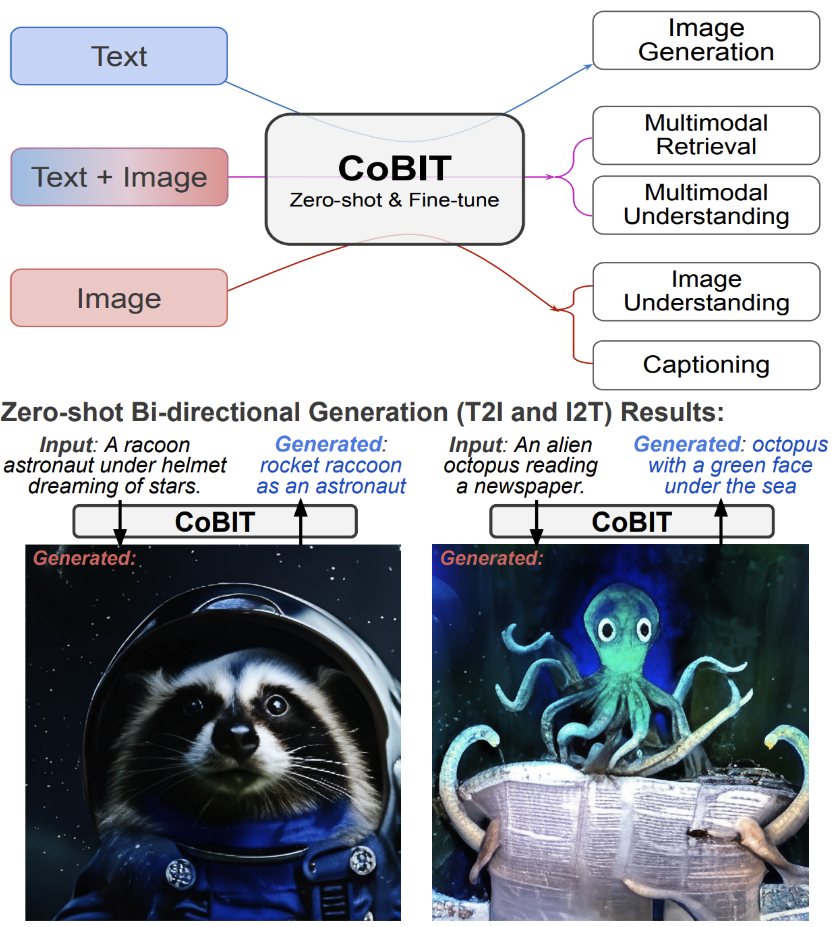 Text
Text + Image
Image
CoBIT
Zero-shot & Fine-tune
Image
Generation
Multimodal
Retrieval
Multimodal
Understanding
Image
Understanding
Captioning
Zero-shot Bi-directional Generation (T2I and I2T) Results:
Input: A racoon
astronaut under helmet
dreaming of stars.
Generated:
rocket raccoon
as an astronaut
CoBIT
Generated:
Input: An alien
octopus reading
a newspaper.
Generated: octopus
with a green face
under the sea
CoBIT
Generated: